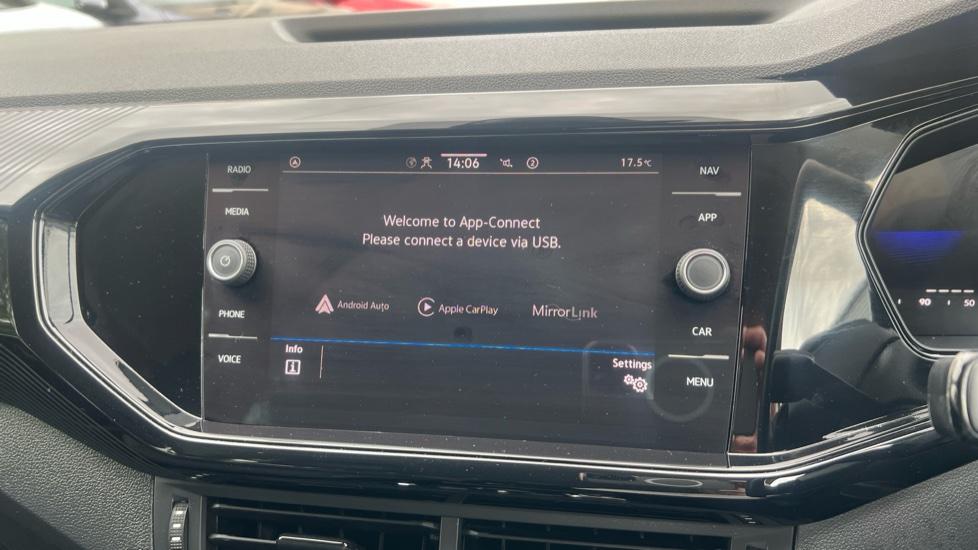 RADIO
14:06
2
17.5°C
NAV
MEDIA
APP
Welcome to App-Connect
Please connect a device via USB.
Android Auto
Apple CarPlay
MirrorLink
PHONE
CAR
VOICE
Info
i
Settings
MENU
90
50